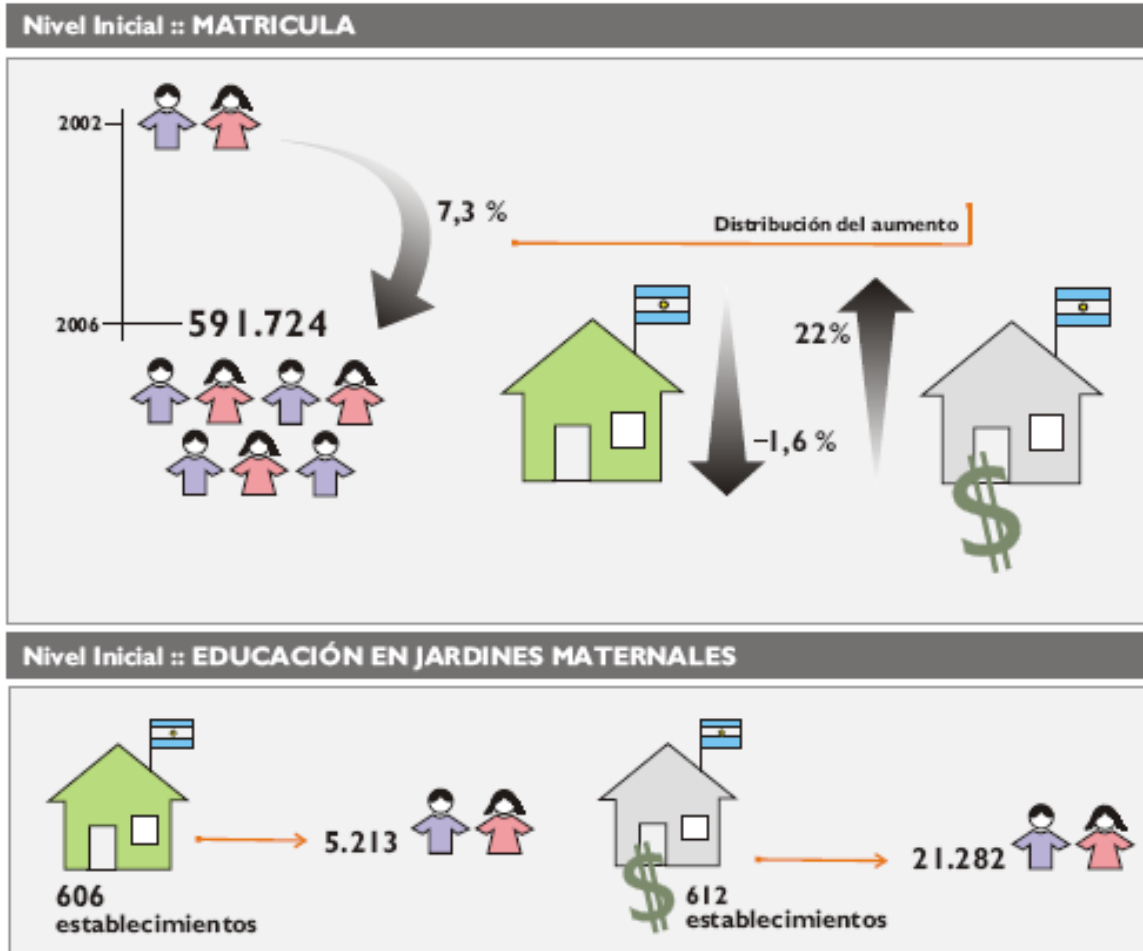 Nivel Inicial :: MATRICULA
2002
7,3 %
Distribución del aumento
2006
591.724
22%
–1,6 %
$
Nivel Inicial :: EDUCACIÓN EN JARDINES MATERNALES
5.213
21.282
606
establecimientos
$
612
establecimientos